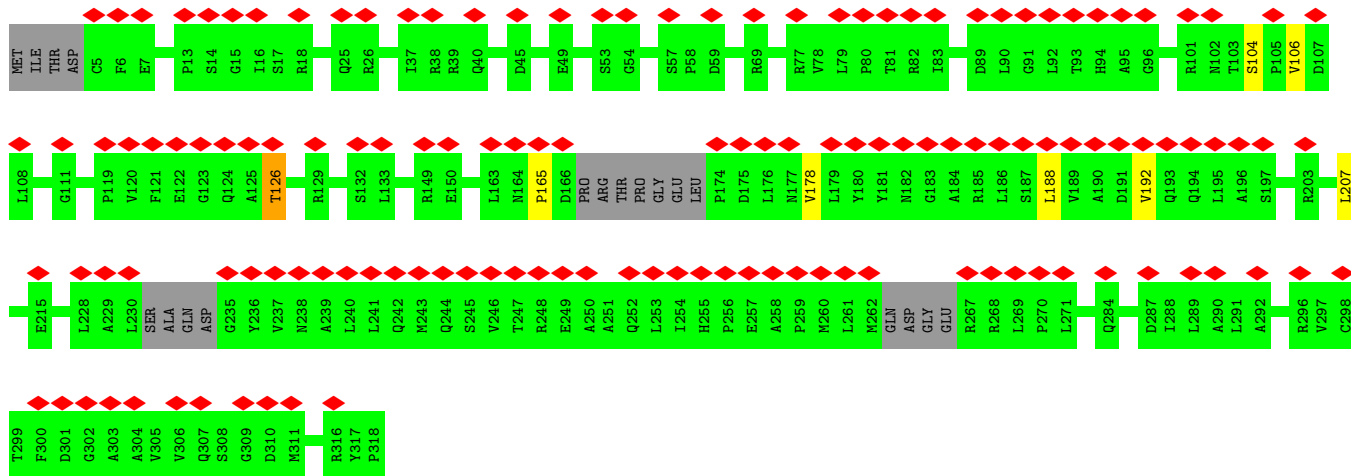 MET ILE THR ASP C5 F6 E7 P13 S14 G15 I16 S17 R18 Q25 R26 I37 R38 R39 Q40 D45 E49 S53 G54 S57 P58 D59 R69 R77 V78 L79 P80 T81 R82 I83 D89 L90 G91 L92 T93 H94 A95 G96 R101 N102 T103 S104 P105 V106 D107
L108 G111 P119 V120 F121 E122 G123 Q124 A125 T126 R129 S132 L133 R149 E150 L163 N164 P165 D166 PRO ARG THR PRO GLY GLU LEU P174 D175 L176 N177 V178 L179 Y180 Y181 N182 G183 A184 R185 L186 S187 L188 V189 A190 D191 V192 Q193 Q194 L195 A196 S197 R203 L207
E215 L228 A229 L230 SER ALA GLN ASP G235 Y236 V237 N238 A239 L240 L241 Q242 M243 Q244 S245 V246 T247 R248 E249 A250 A251 Q252 L253 I254 H255 P256 E257 A258 P259 M260 L261 M262 GLN ASP GLY GLU R267 R268 L269 P270 L271 Q284 D287 I288 L289 A290 L291 A292 R296 V297 C298
T299 F300 D301 G302 A303 A304 V305 V306 Q307 S308 G309 D310 M311 R316 Y317 P318